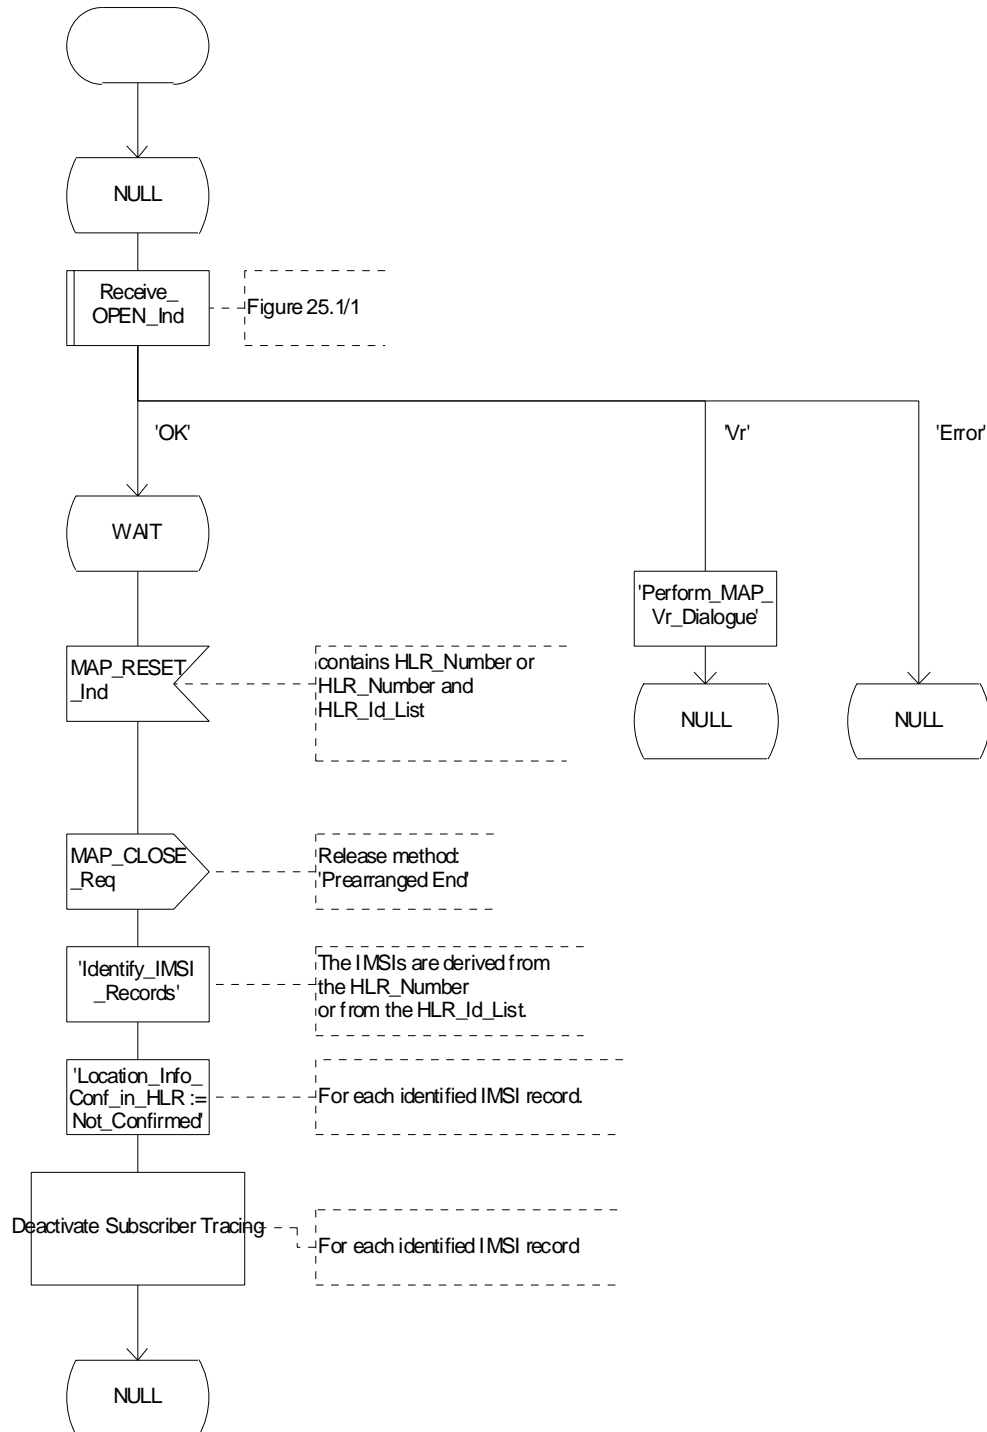 NULL
Receive_
OPEN_Ind
Figure 25.1/1
'OK'
'Vr'
'Error'
WAIT
'Perform_MAP_
Vr_Dialogue'
MAP_RESET
_Ind
contains HLR_Number or
HLR_Number and
HLR_Id_List
NULL
NULL
MAP_CLOSE
_Req
Release method:
'Prearranged End'
'Identify_IMSI
_Records'
The IMSIs are derived from
the HLR_Number
or from the HLR_Id_List.
'Location_Info_
Conf_in_HLR :=
Not_Confirmed'
For each identified IMSI record.
Deactivate Subscriber Tracing
For each identified IMSI record
NULL